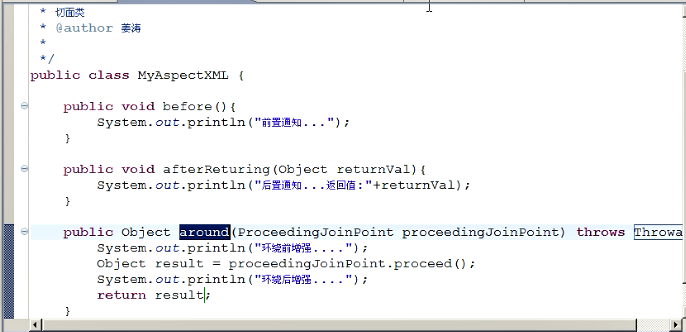 * 切面类
* @author 姜涛
*
*/
public class MyAspectXML {
public void before(){
System.out.println("前置通知...");
}
public void afterReturing(Object returnVal){
System.out.println("后置通知...返回值:"+returnVal);
}
public Object around(ProceedingJoinPoint proceedingJoinPoint) throws Throwa
System.out.println("环绕前增强....");
Object result = proceedingJoinPoint.proceed();
System.out.println("环绕后增强....");
return result;
}